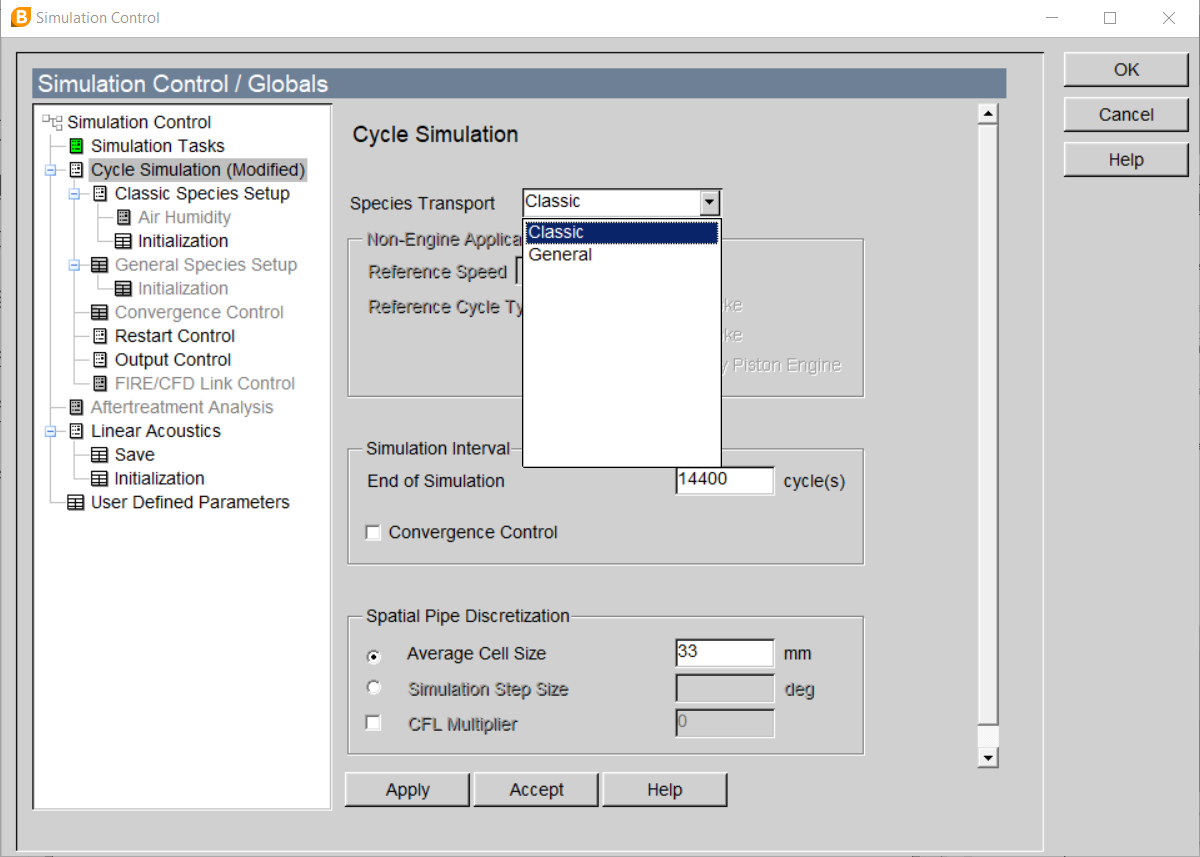 B Simulation Control
OK
Cancel
Help
Simulation Control / Globals
Simulation Control
Simulation Tasks
Cycle Simulation (Modified)
Classic Species Setup
Air Humidity
Initialization
General Species Setup
Initialization
Convergence Control
Restart Control
Output Control
FIRE/CFD Link Control
Aftertreatment Analysis
Linear Acoustics
Save
Initialization
User Defined Parameters
Cycle Simulation
Species Transport Classic
Classic
General
Non-Engine Applica
Reference Speed
Reference Cycle Ty ke
ke
y Piston Engine
Simulation Interval
End of Simulation 14400 cycle(s)
Convergence Control
Spatial Pipe Discretization
Average Cell Size 33 mm
Simulation Step Size deg
CFL Multiplier 0
Apply Accept Help